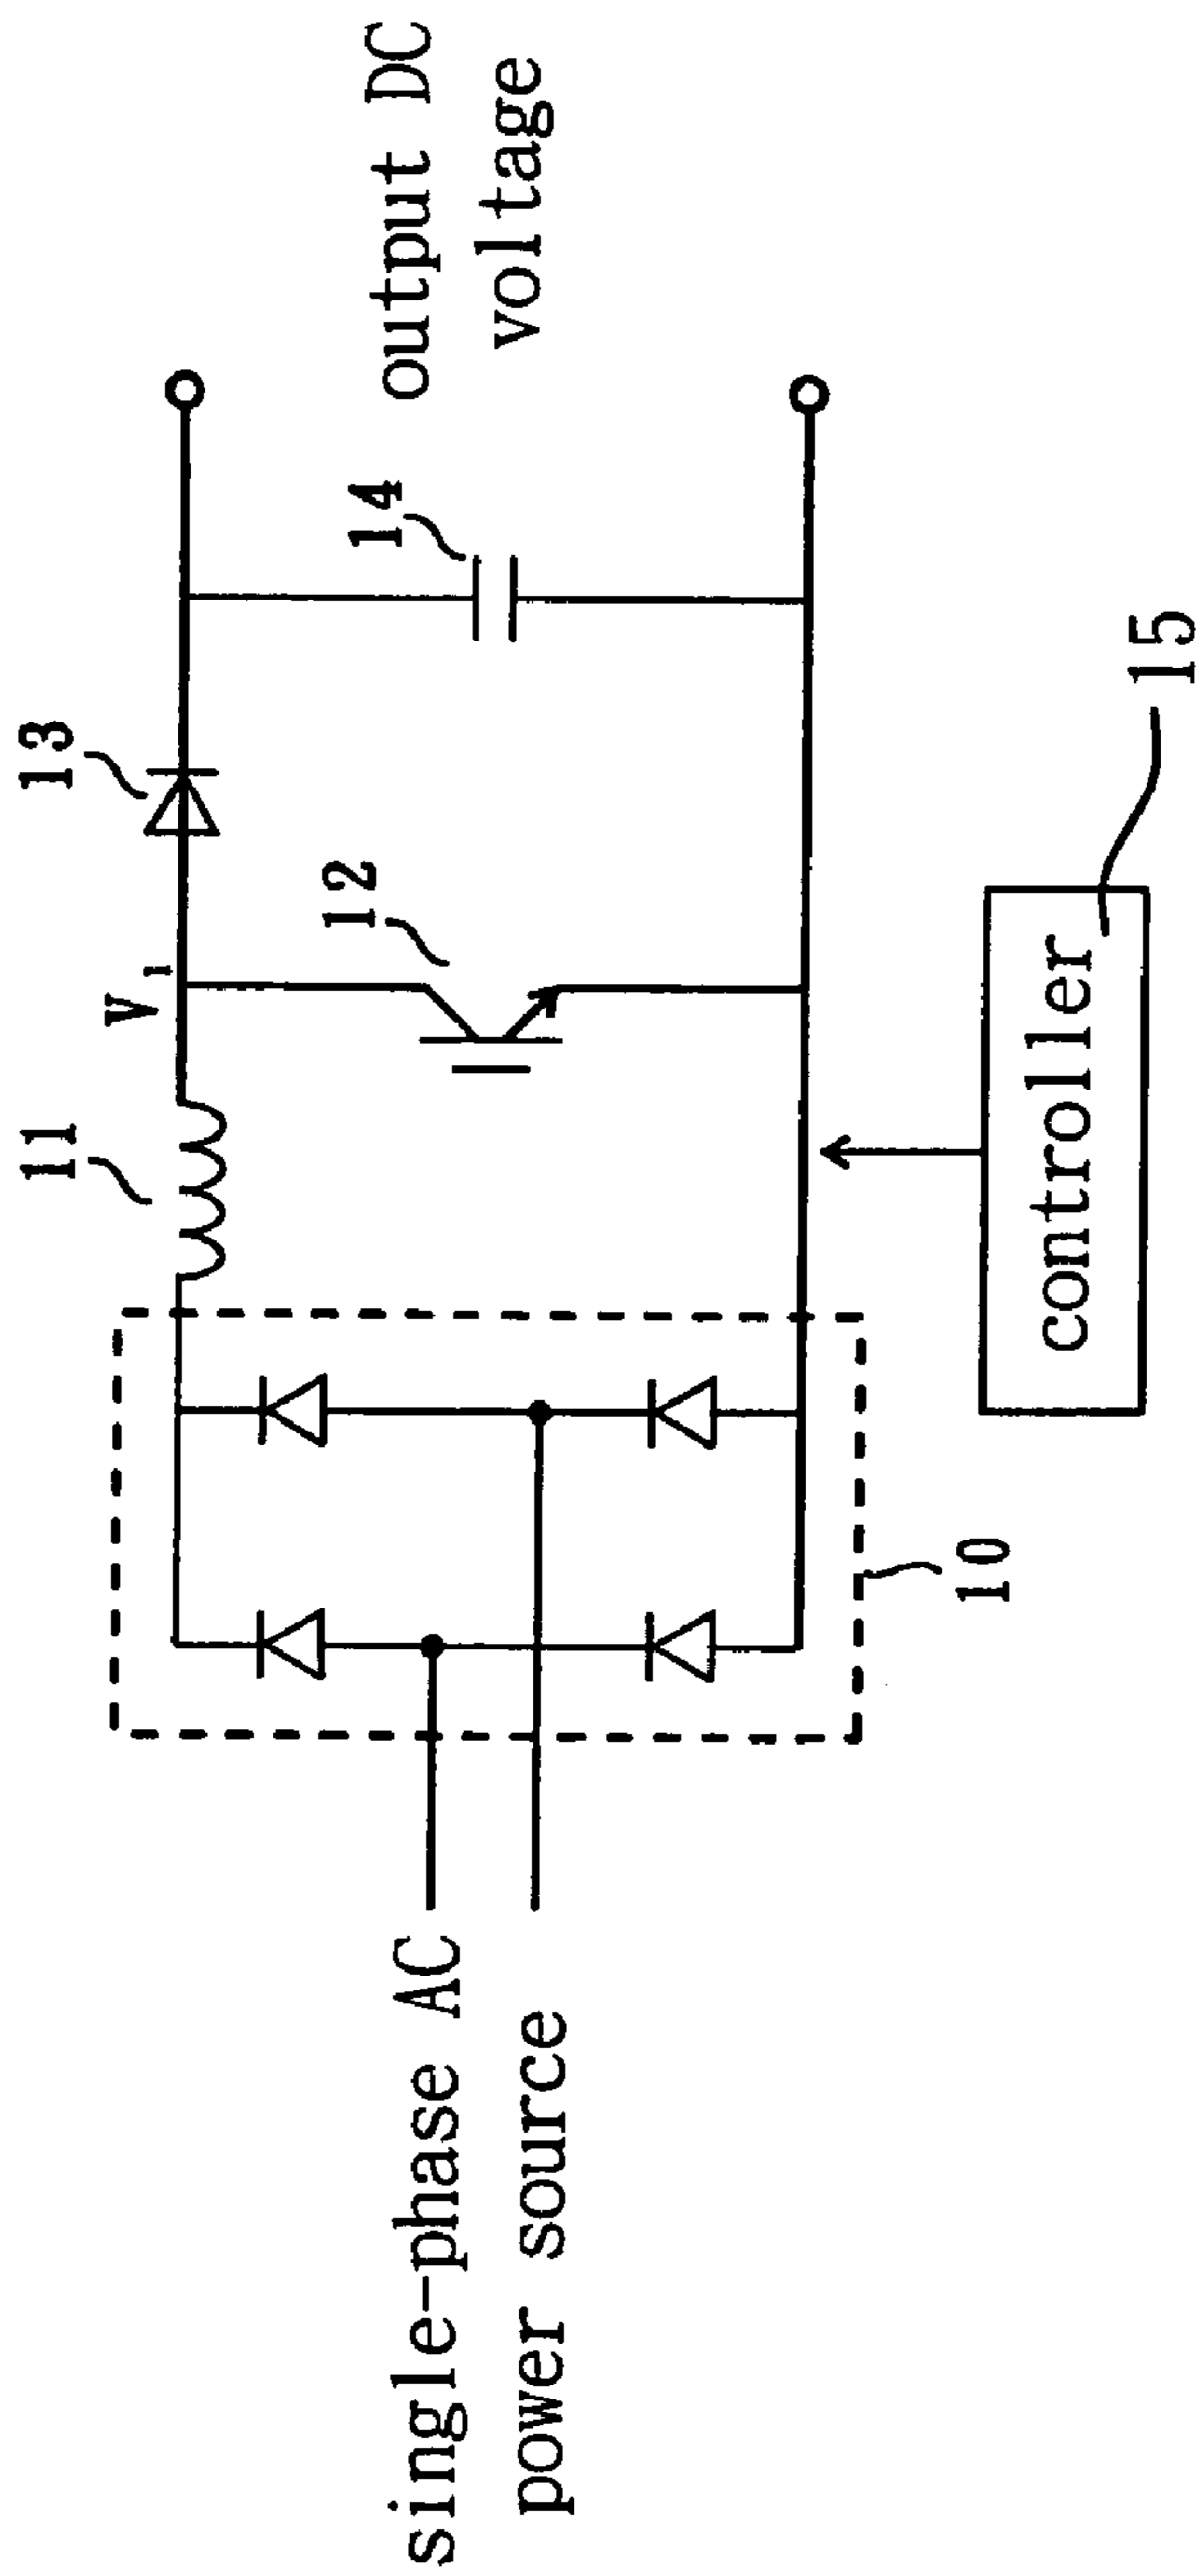 single-phase AC
power source
10
11
V1
12
13
14
output DC
voltage
controller
15